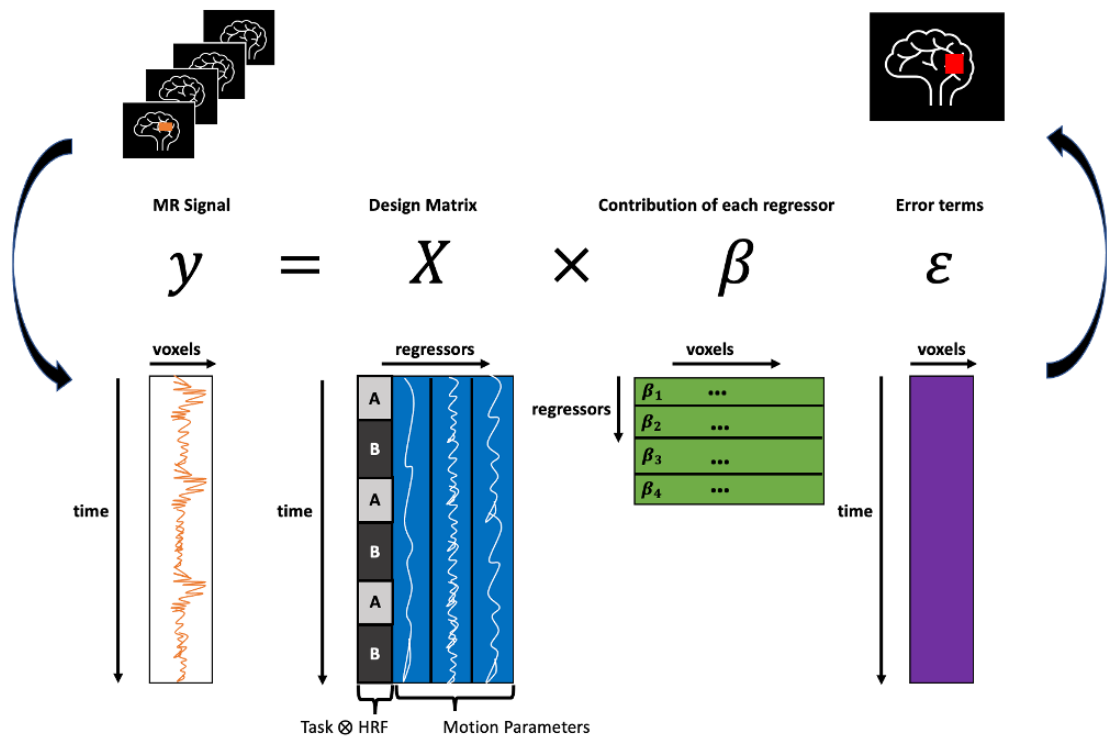 MR Signal
Design Matrix
Contribution of each regressor
Error terms
y = X × β ε
voxels
regressors
voxels
voxels
time
time
regressors
time
A
B
A
B
A
B
β₁ ...
β₂ ...
β₃ ...
β₄ ...
Task ⊗ HRF
Motion Parameters